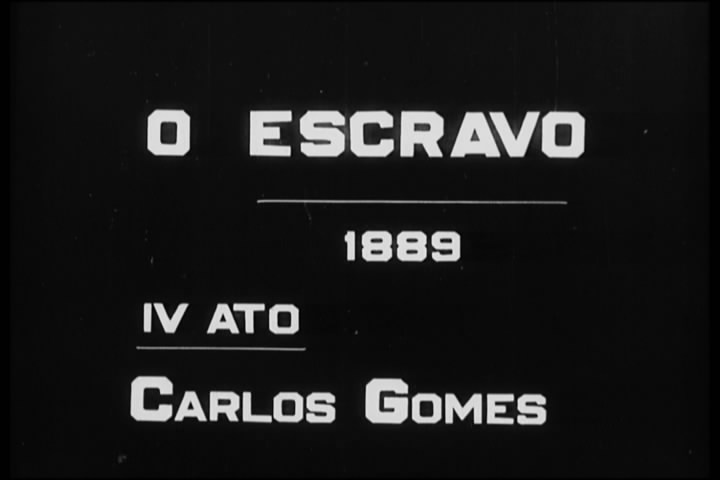 O ESCRAVO
1889
IV ATO
CARLOS GOMES